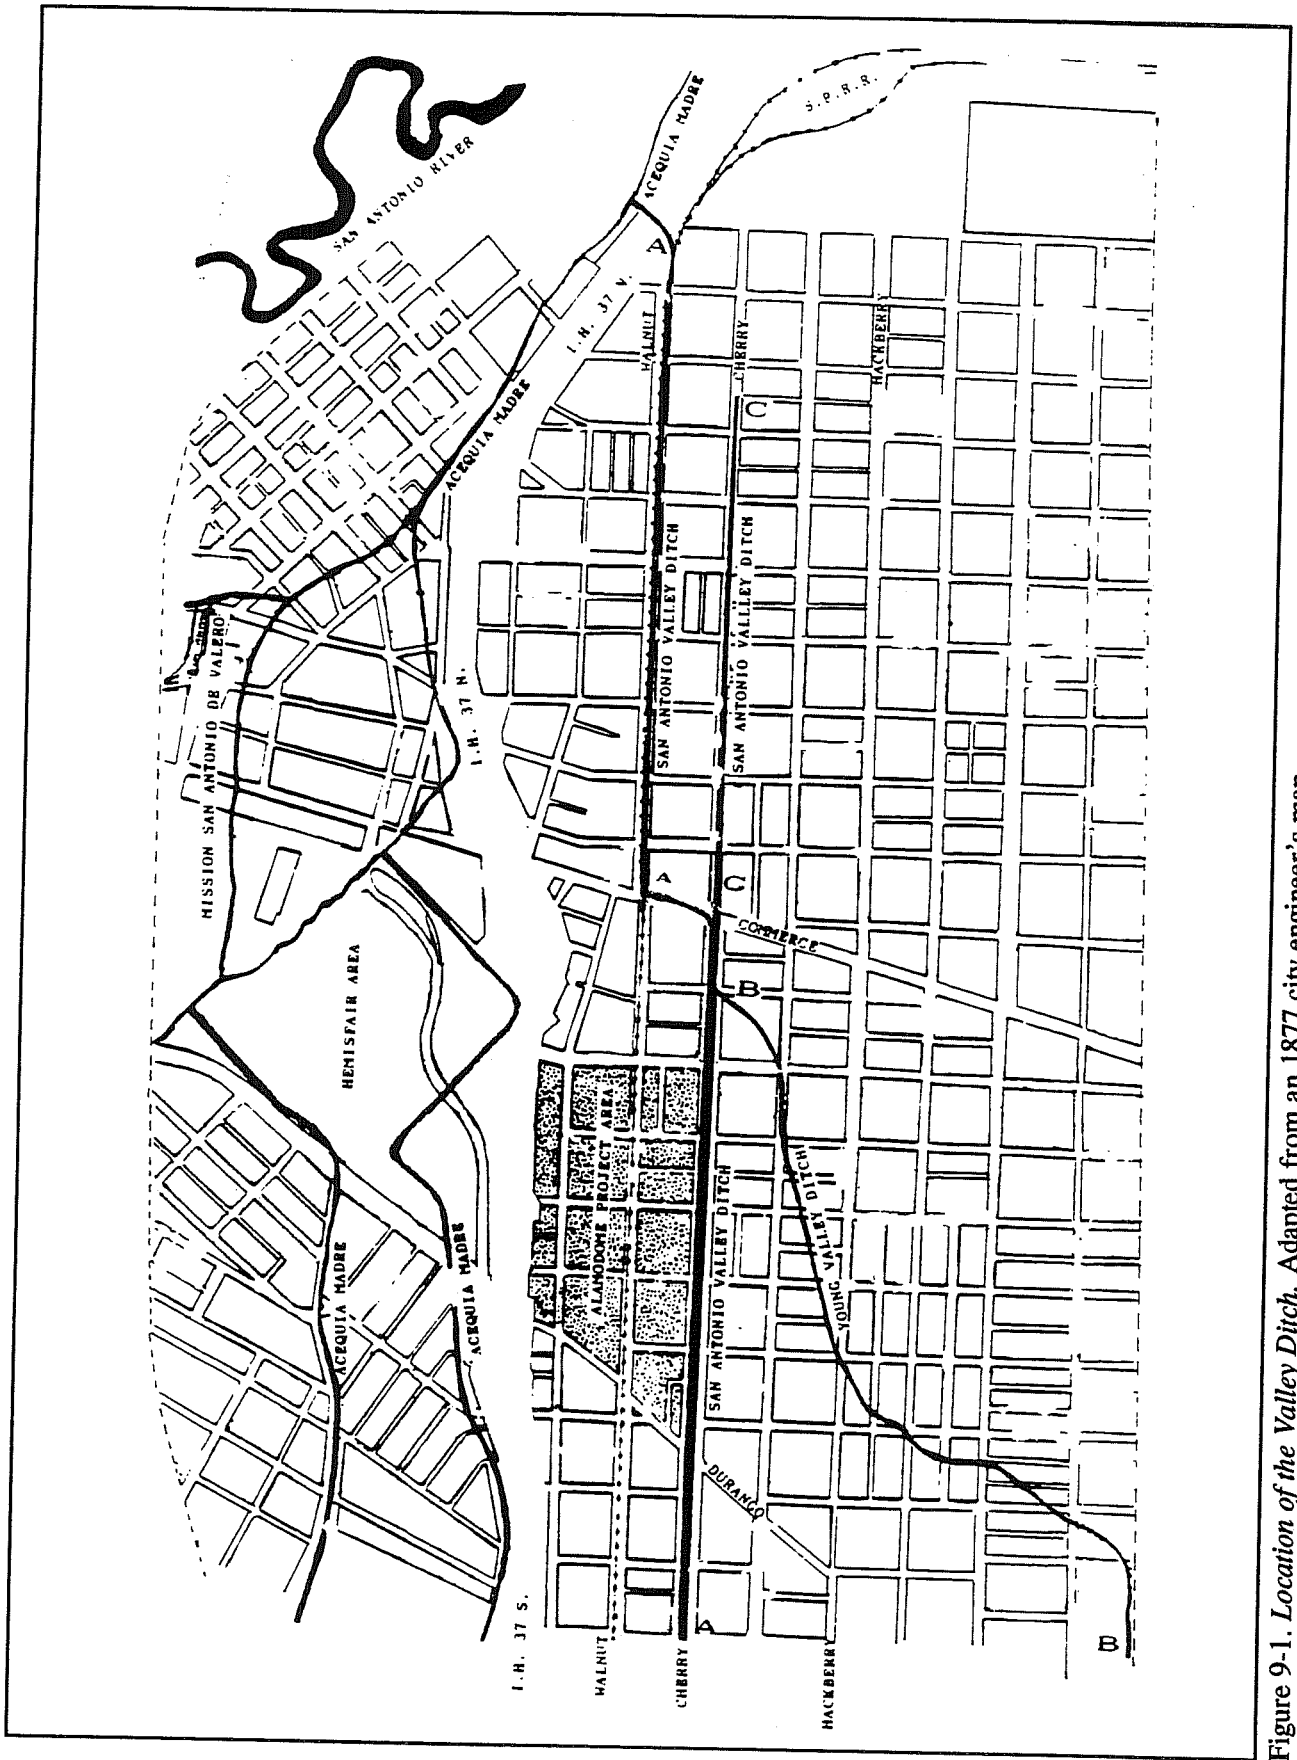 SAN ANTONIO RIVER
ACEQUIA MADRE
S.P.R.R.
A
I.H. 37 N.
WALNUT
CHERRY
HACKBERRY
C
ACEQUIA MADRE
SAN ANTONIO VALLEY DITCH
SAN ANTONIO VALLLEY DITCH
MISSION SAN ANTONIO DE VALERO
I.H. 37 N.
A
C
COMMERCE
B
HEMISFAIR AREA
ALAMODOME PROJECT AREA
SAN ANTONIO VALLEY DITCH
YOUNG VALLEY DITCH
ACEQUIA MADRE
ACEQUIA MADRE
DURANGO
I.H. 37 S.
WALNUT
CHERRY
A
HACKBERRY
B
Figure 9-1. Location of the Valley Ditch. Adapted from an 1877 city engineer's map.